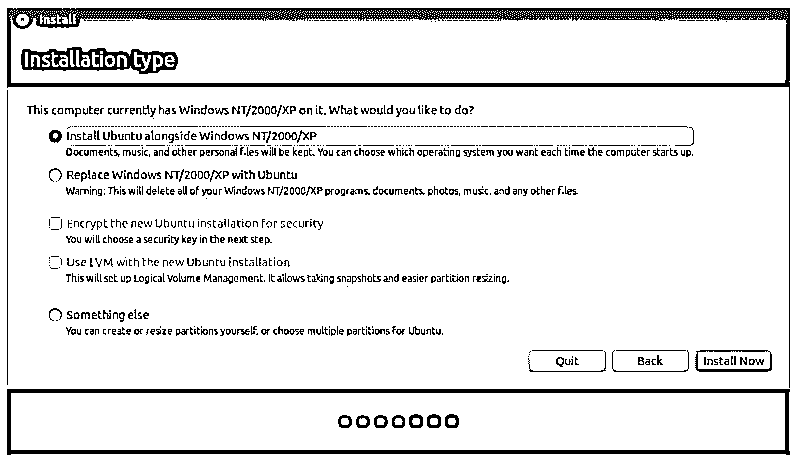 Install
Installation type
This computer currently has Windows NT/2000/XP on it. What would you like to do?
Install Ubuntu alongside Windows NT/2000/XP
Documents, music, and other personal files will be kept. You can choose which operating system you want each time the computer starts up.
Replace Windows NT/2000/XP with Ubuntu
Warning: This will delete all of your Windows NT/2000/XP programs, documents, photos, music, and any other files.
Encrypt the new Ubuntu installation for security
You will choose a security key in the next step.
Use LVM with the new Ubuntu installation
This will set up Logical Volume Management. It allows taking snapshots and easier partition resizing.
Something else
You can create or resize partitions yourself, or choose multiple partitions for Ubuntu.
Quit Back Install Now